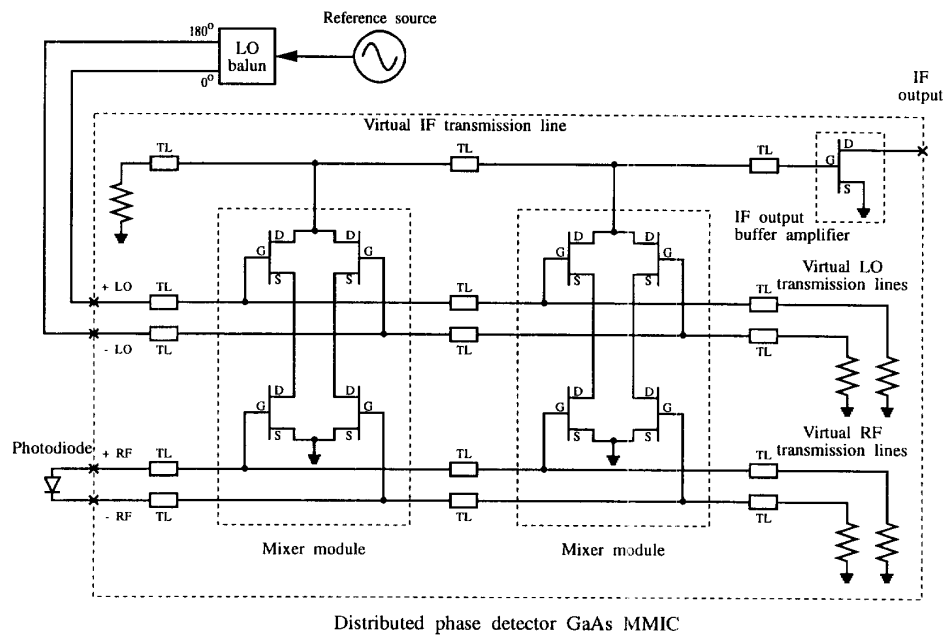 Reference source
180o
LO
balun
0o
IF
output
Virtual IF transmission line
TL
TL
TL
D
G
S
IF output
buffer amplifier
D
D
G
G
S
S
D
D
G
G
S
S
Virtual LO
transmission lines
+ LO
TL
TL
TL
- LO
TL
TL
TL
D
D
G
G
S
S
D
D
G
G
S
S
Photodiode
+ RF
TL
TL
TL
Virtual RF
transmission lines
- RF
TL
TL
TL
Mixer module
Mixer module
Distributed phase detector GaAs MMIC